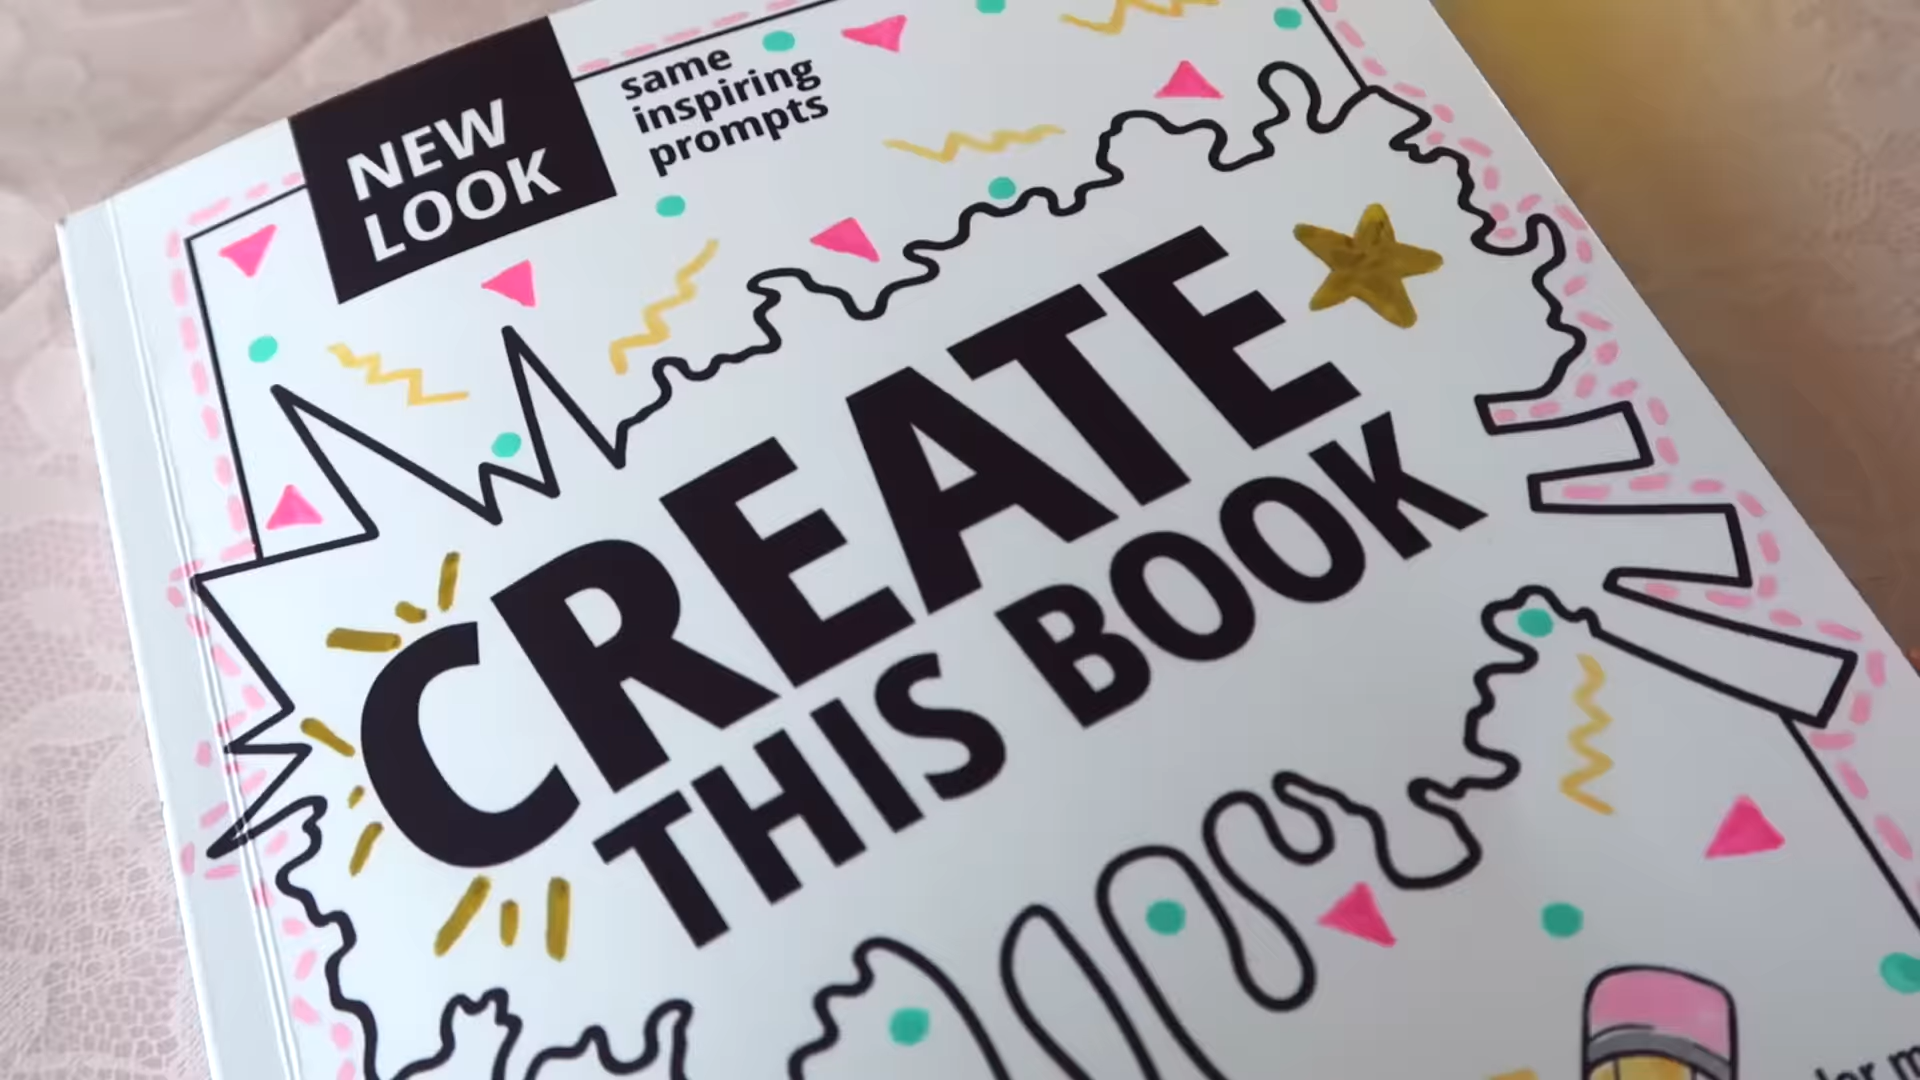 NEW
LOOK
same
inspiring
prompts
CREATE
THIS BOOK